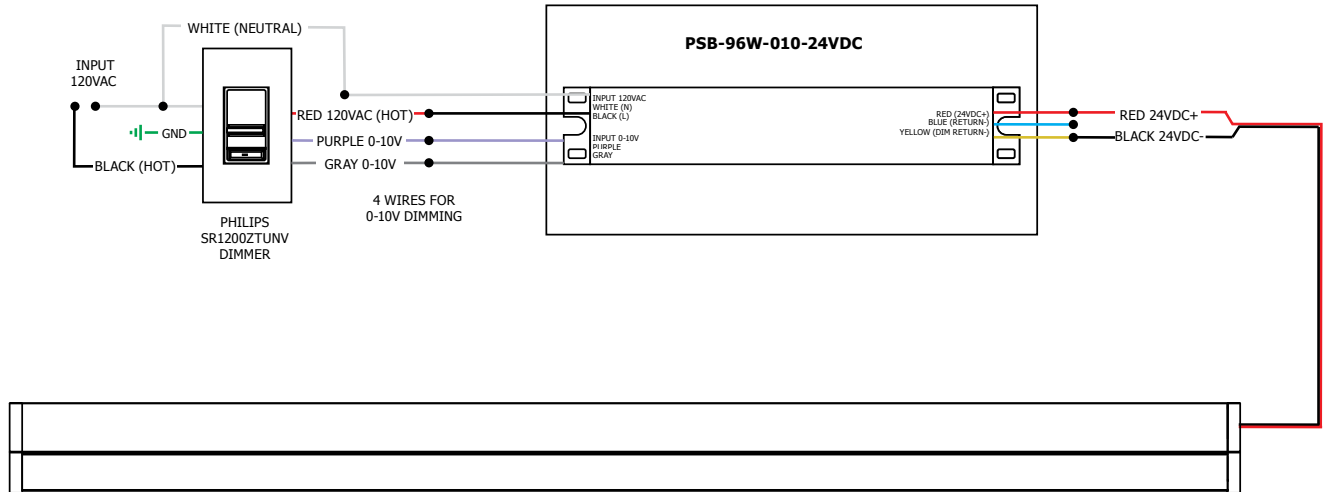 WHITE (NEUTRAL)
INPUT
120VAC
GND
BLACK (HOT)
PHILIPS
SR1200ZTUNV
DIMMER
RED 120VAC (HOT)
PURPLE 0-10V
GRAY 0-10V
4 WIRES FOR
0-10V DIMMING
PSB-96W-010-24VDC
INPUT 120VAC
WHITE (N)
BLACK (L)
INPUT 0-10V
PURPLE
GRAY
RED (24VDC+)
BLUE (RETURN-)
YELLOW (DIM RETURN-)
RED 24VDC+
BLACK 24VDC-